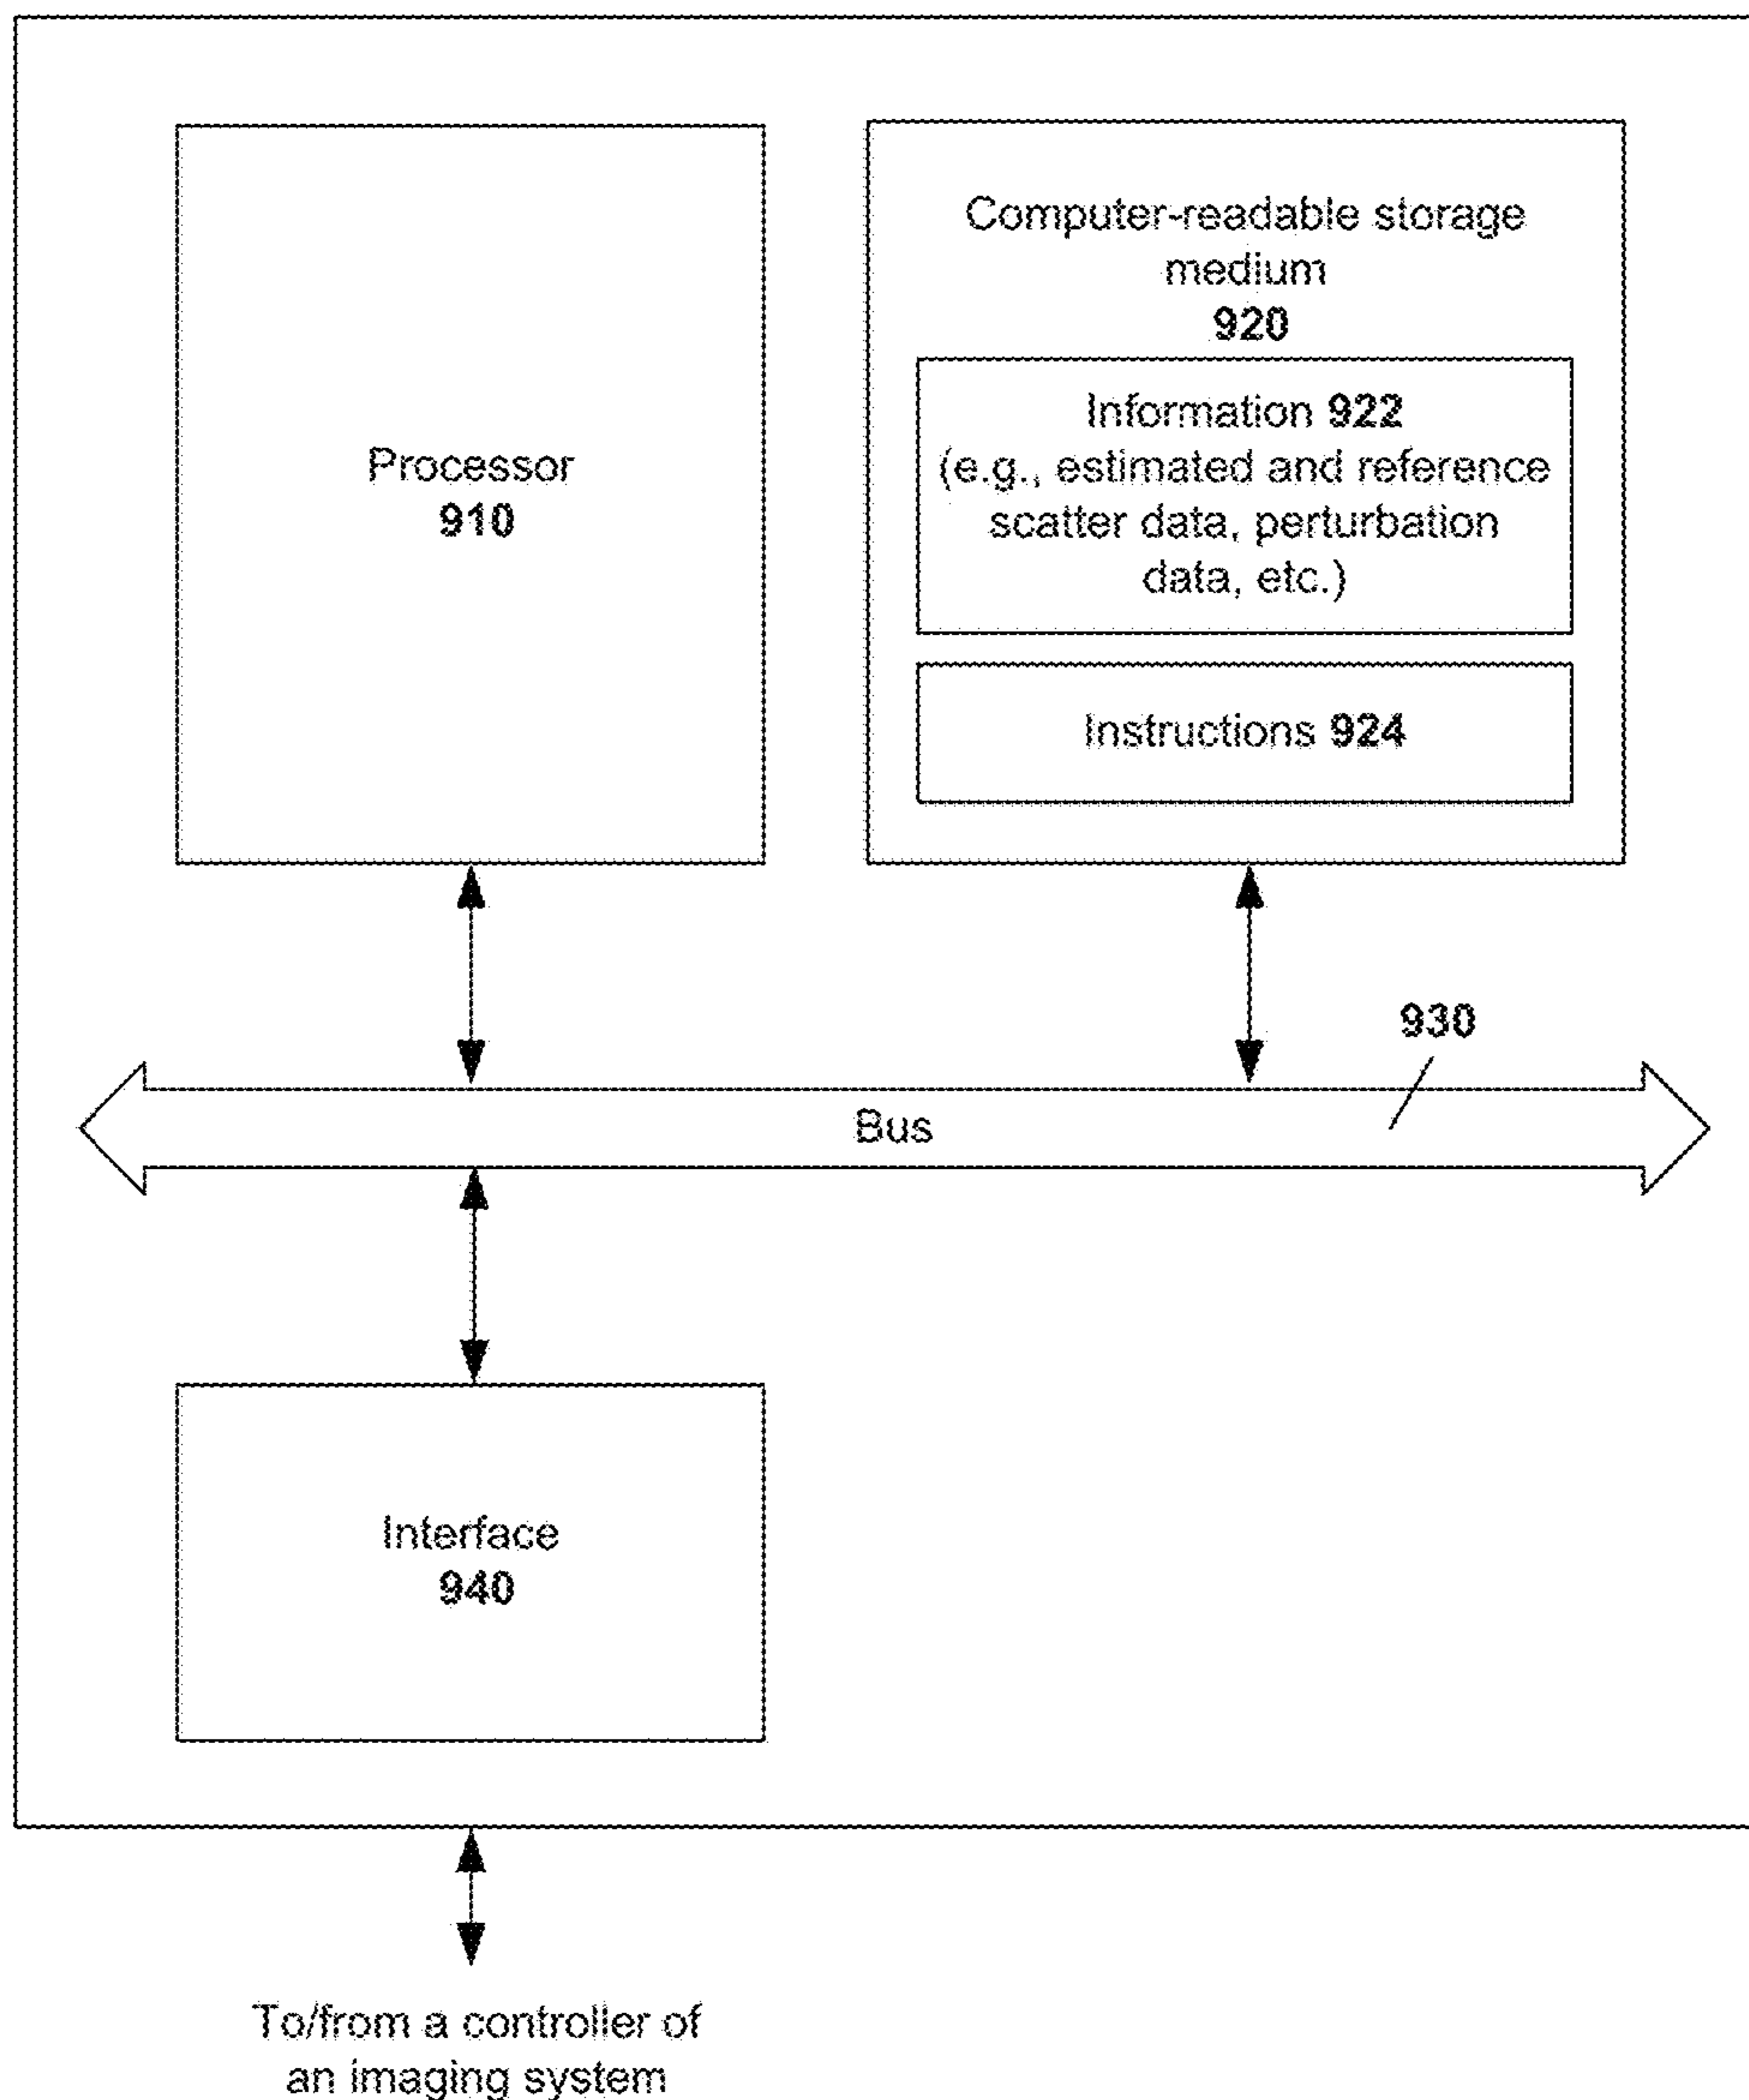 Processor
910
Computer-readable storage
medium
920
Information 922
(e.g., estimated and reference
scatter data, perturbation
data, etc.)
Instructions 924
930
Bus
Interface
940
To/from a controller of
an imaging system